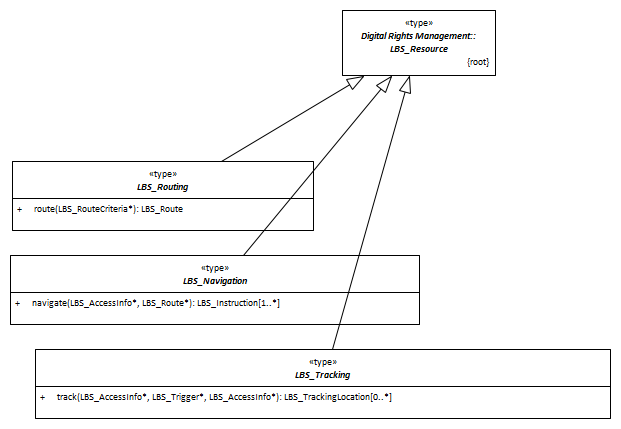 «type»
Digital Rights Management::
LBS_Resource
{root}
«type»
LBS_Routing
+ route(LBS_RouteCriteria*): LBS_Route
«type»
LBS_Navigation
+ navigate(LBS_AccessInfo*, LBS_Route*): LBS_Instruction[1..*]
«type»
LBS_Tracking
+ track(LBS_AccessInfo*, LBS_Trigger*, LBS_AccessInfo*): LBS_TrackingLocation[0..*]